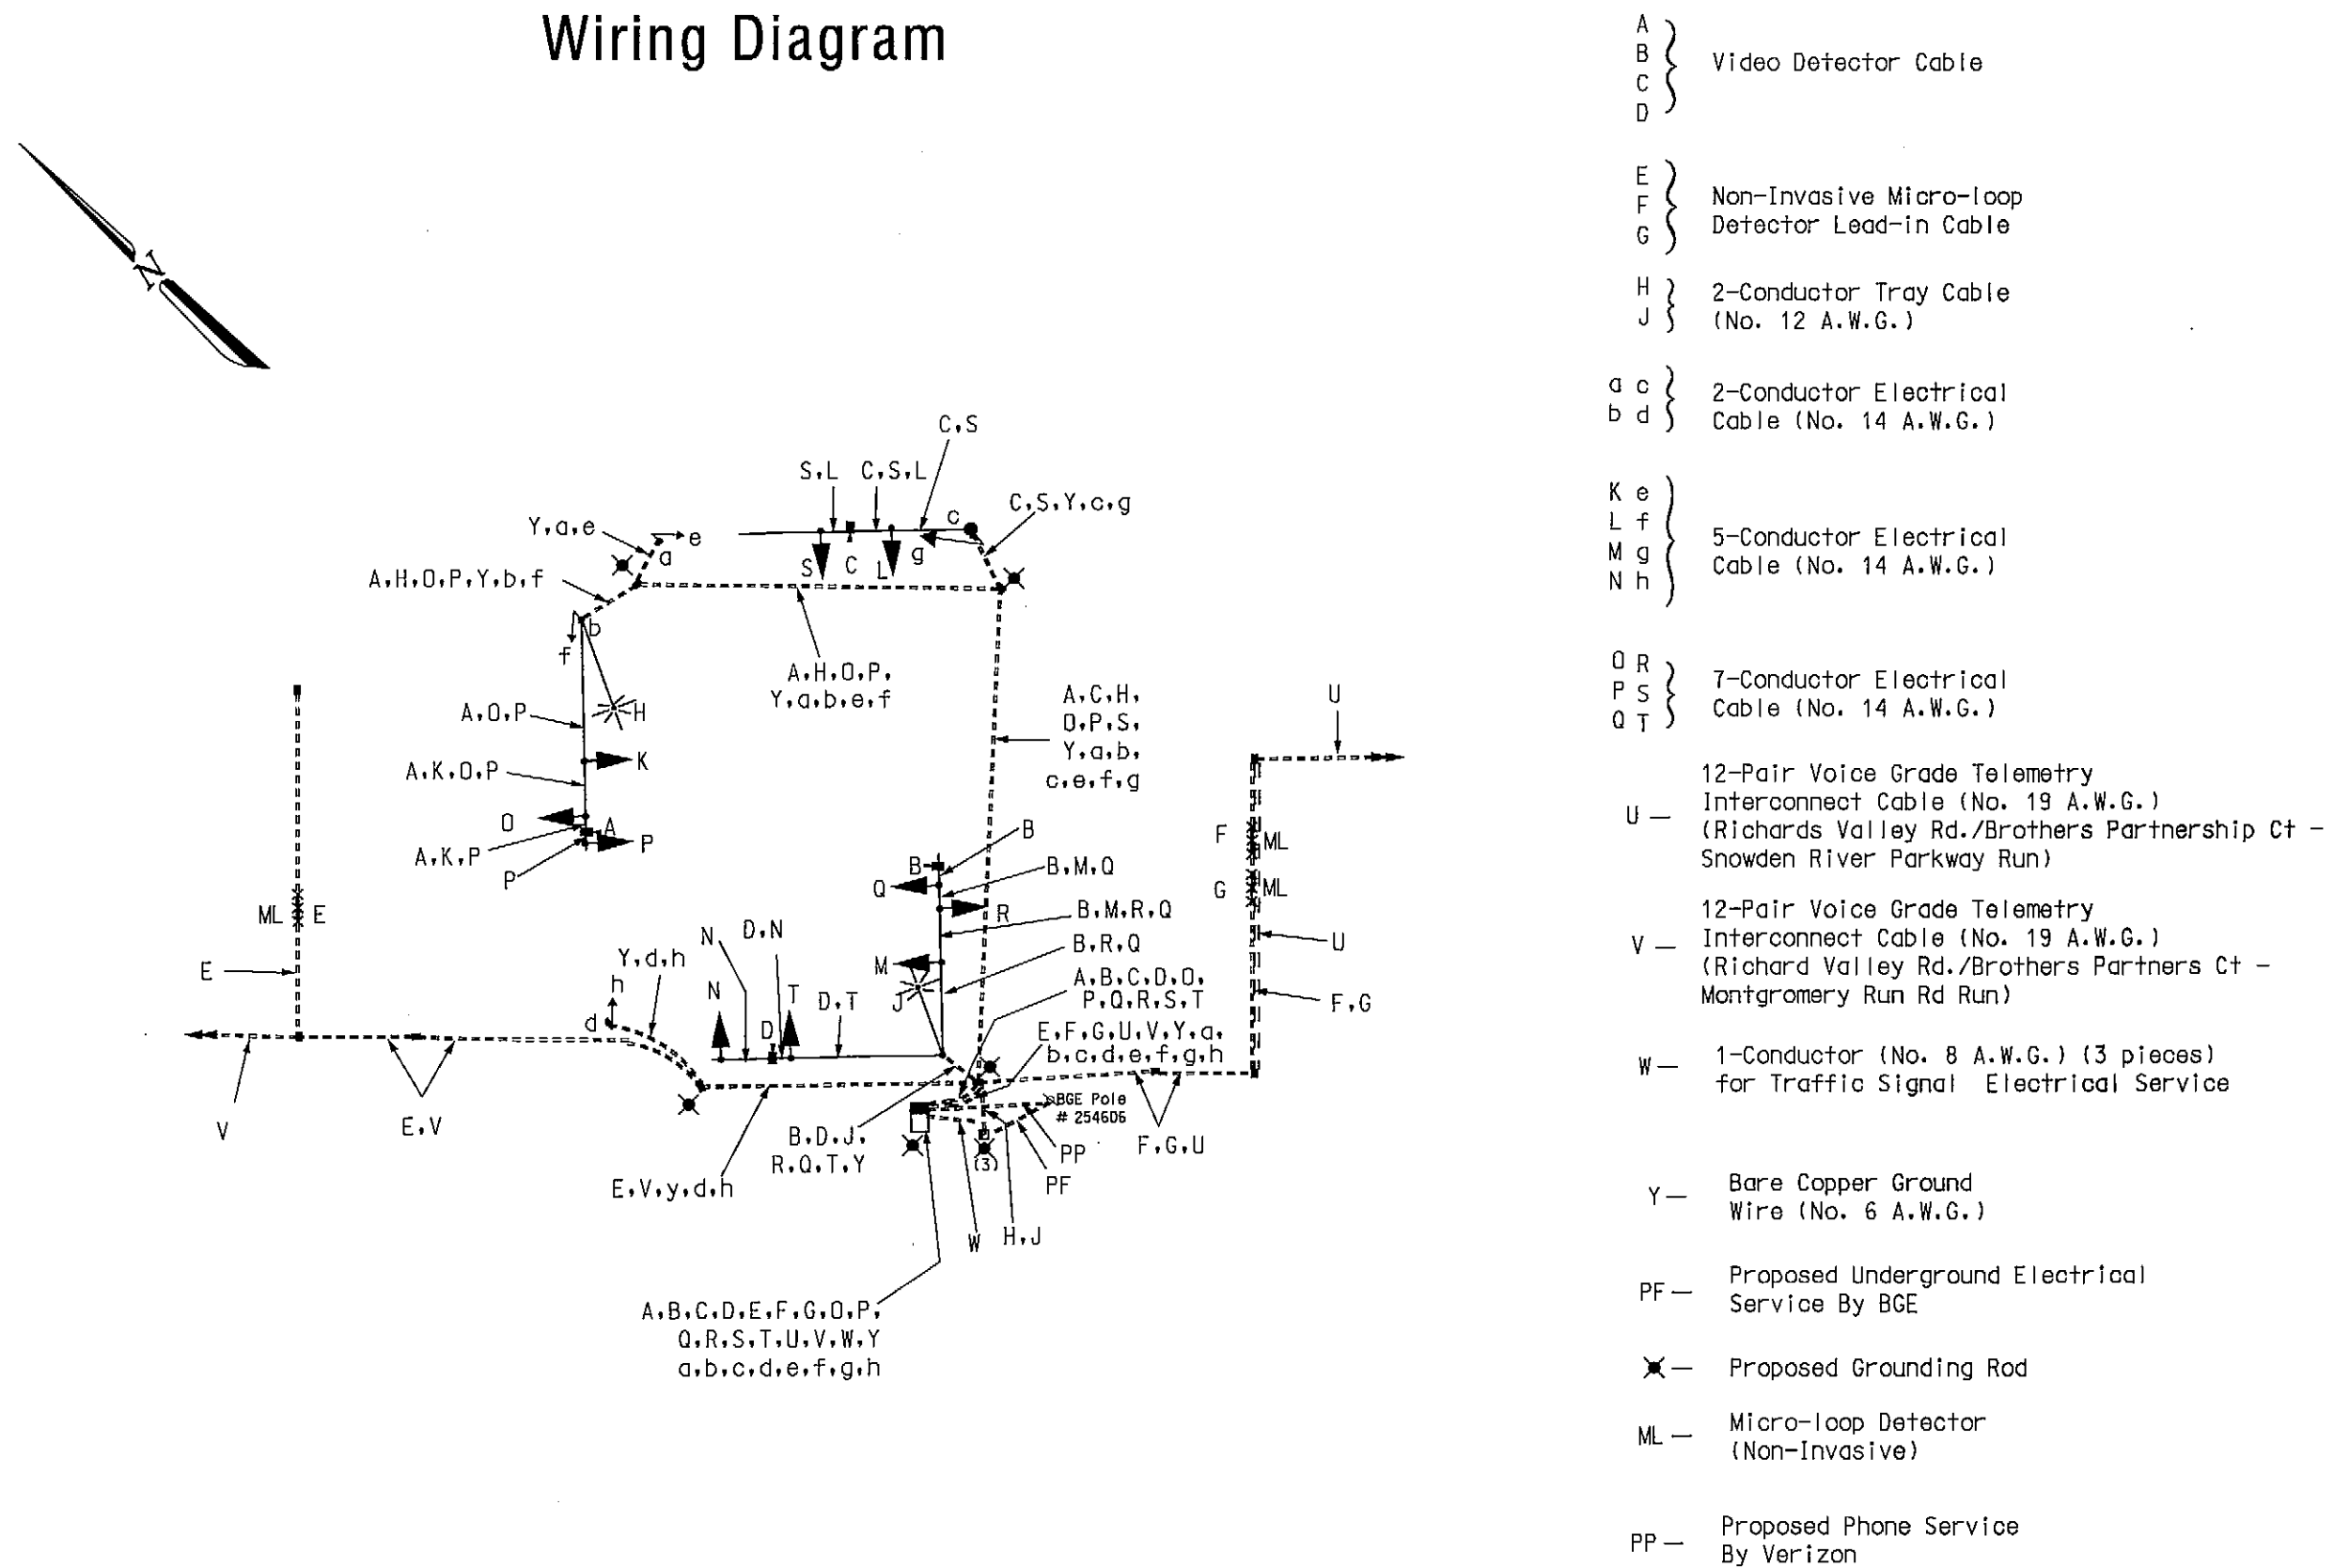 Wiring Diagram
N
C,S
S,L
C,S,L
C,S,Y,c,g
c
Y,a,e
e
a
S
C
L
g
A,H,O,P,Y,b,f
b
f
A,H,O,P,
Y,a,b,e,f
H
A,O,P
K
A,K,O,P
O
A
P
A,K,P
P
A,C,H,
O,P,S,
Y,a,b,
c,e,f,g
U
F
ML
G
ML
U
F,G
B
B
B,M,Q
Q
B,M,R,Q
R
B,R,Q
M
J
ML
E
E
N
D,N
Y,d,h
h
N
T
D,T
d
D
A,B,C,D,O,
P,Q,R,S,T
E,F,G,U,V,Y,a,
b,c,d,e,f,g,h
BGE Pole
# 254606
V
E,V
B,D,J,
R,Q,T,Y
E,V,y,d,h
(3)
PP
PF
F,G,U
W
H,J
A,B,C,D,E,F,G,O,P,
Q,R,S,T,U,V,W,Y
a,b,c,d,e,f,g,h
A
B
C
D
Video Detector Cable
E
F
G
Non-Invasive Micro-loop
Detector Lead-in Cable
H
J
2-Conductor Tray Cable
(No. 12 A.W.G.)
a c
b d
2-Conductor Electrical
Cable (No. 14 A.W.G.)
K e
L f
M g
N h
5-Conductor Electrical
Cable (No. 14 A.W.G.)
O R
P S
Q T
7-Conductor Electrical
Cable (No. 14 A.W.G.)
U —
12-Pair Voice Grade Telemetry
Interconnect Cable (No. 19 A.W.G.)
(Richards Valley Rd./Brothers Partnership Ct -
Snowden River Parkway Run)
V —
12-Pair Voice Grade Telemetry
Interconnect Cable (No. 19 A.W.G.)
(Richard Valley Rd./Brothers Partners Ct -
Montgromery Run Rd Run)
W —
1-Conductor (No. 8 A.W.G.) (3 pieces)
for Traffic Signal Electrical Service
Y —
Bare Copper Ground
Wire (No. 6 A.W.G.)
PF —
Proposed Underground Electrical
Service By BGE
— Proposed Grounding Rod
ML —
Micro-loop Detector
(Non-Invasive)
PP —
Proposed Phone Service
By Verizon